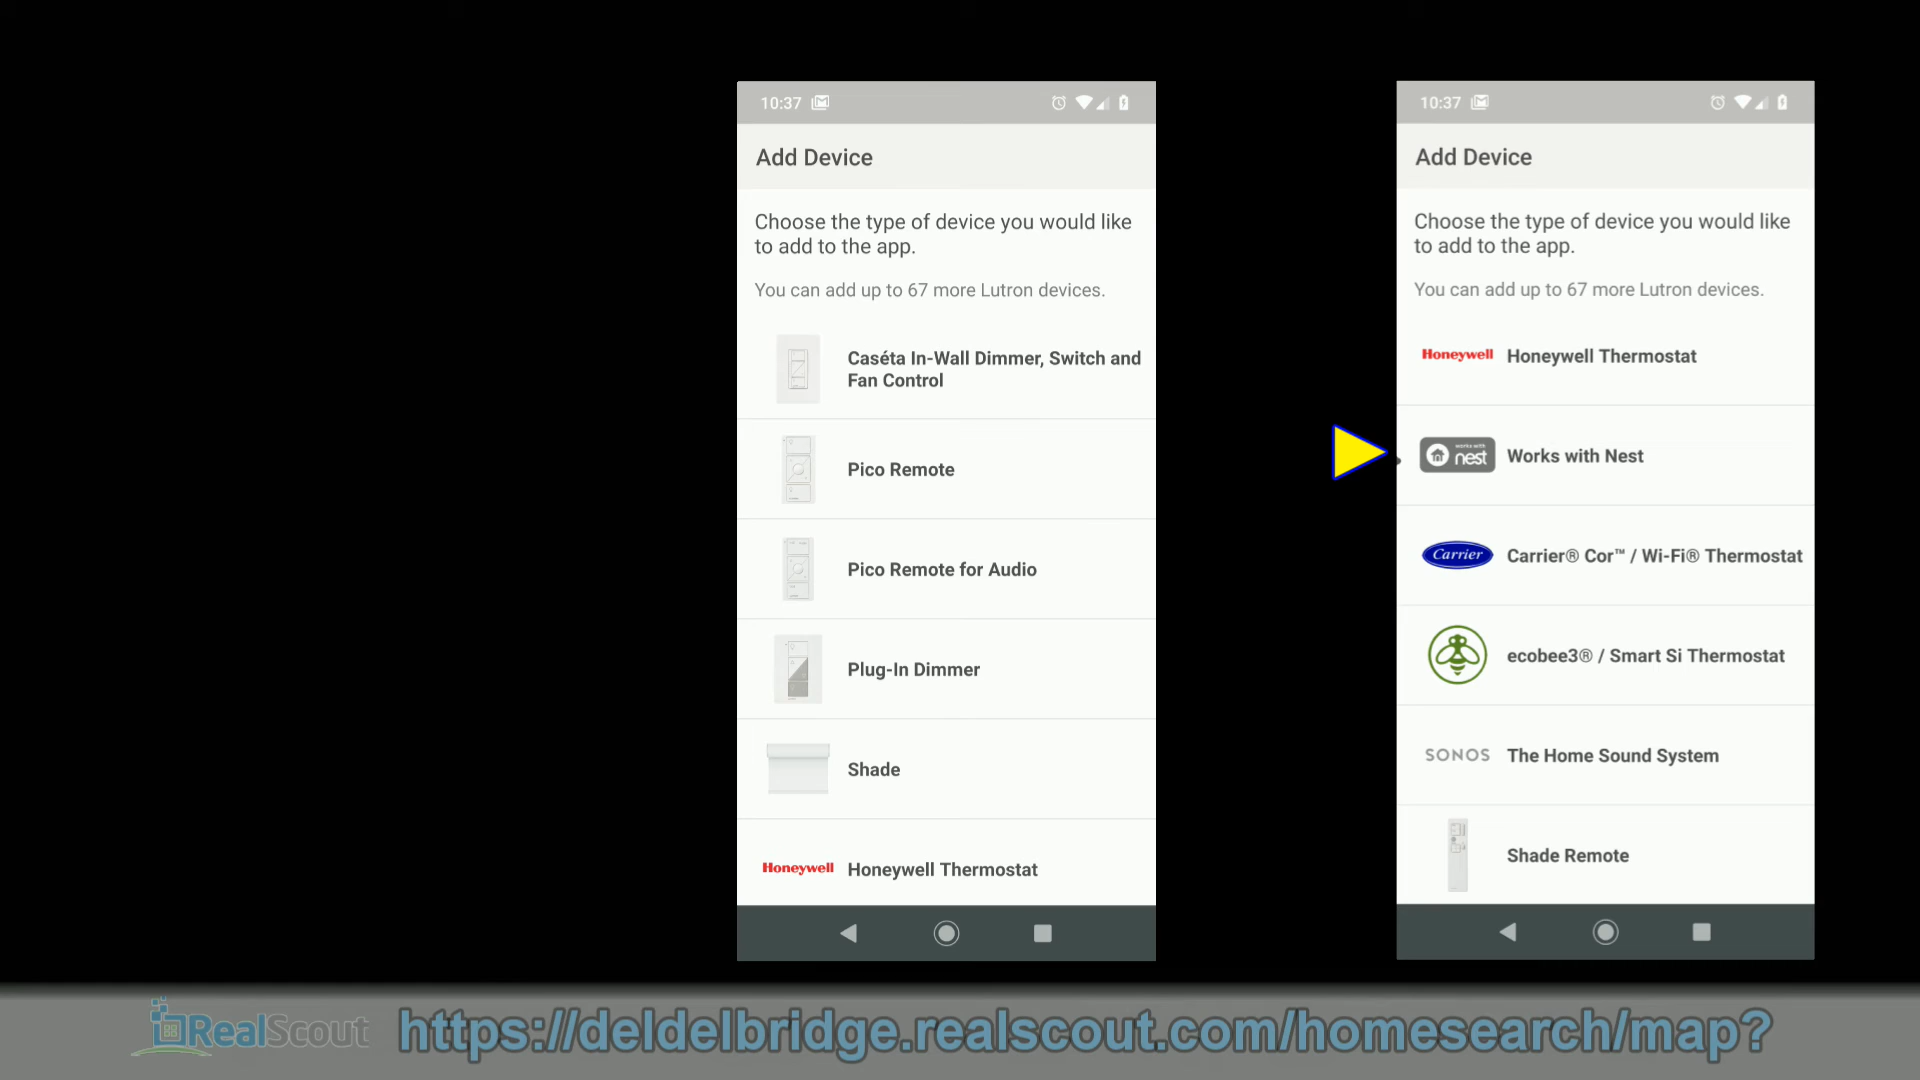 10:37
Add Device
Choose the type of device you would like
to add to the app.
You can add up to 67 more Lutron devices.
Caséta In-Wall Dimmer, Switch and
Fan Control
Pico Remote
Pico Remote for Audio
Plug-In Dimmer
Shade
Honeywell Honeywell Thermostat
10:37
Add Device
Choose the type of device you would like
to add to the app.
You can add up to 67 more Lutron devices.
Honeywell Honeywell Thermostat
works with
nest Works with Nest
Carrier Carrier® Cor™ / Wi-Fi® Thermostat
ecobee3® / Smart Si Thermostat
SONOS The Home Sound System
Shade Remote
RealScout https://deldelbridge.realscout.com/homesearch/map?